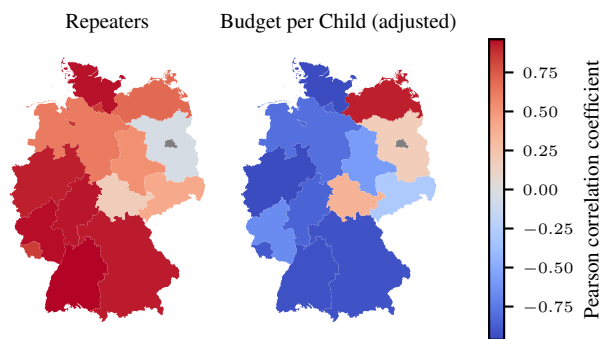 Repeaters
Budget per Child (adjusted)
0.75
0.50
0.25
0.00
−0.25
−0.50
−0.75
Pearson correlation coefficient